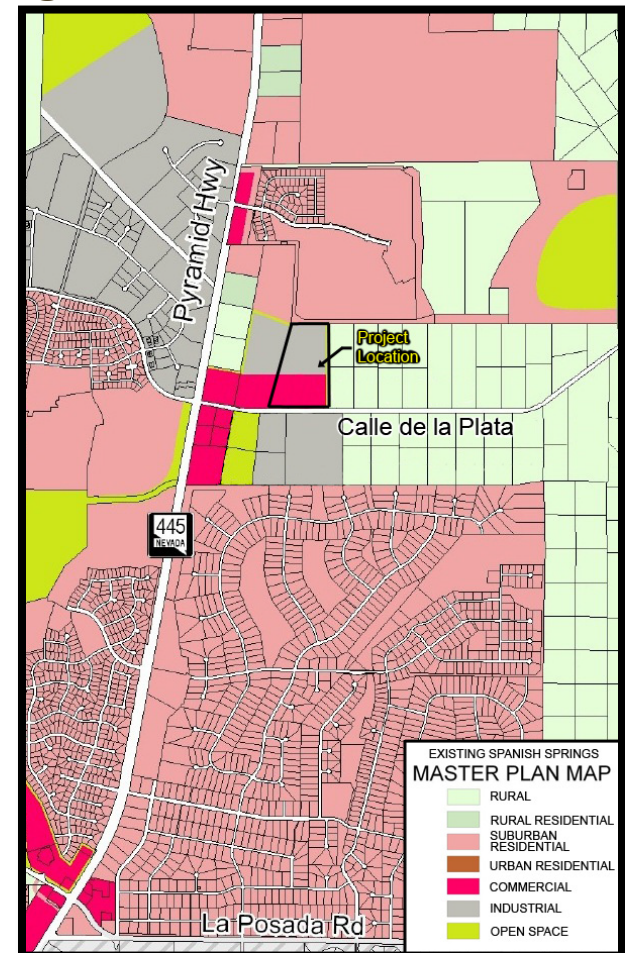 Pyramid Hwy
Project
Location
Calle de la Plata
445
NEVADA
EXISTING SPANISH SPRINGS
MASTER PLAN MAP
RURAL
RURAL RESIDENTIAL
SUBURBAN
RESIDENTIAL
URBAN RESIDENTIAL
COMMERCIAL
INDUSTRIAL
OPEN SPACE
La Posada Rd